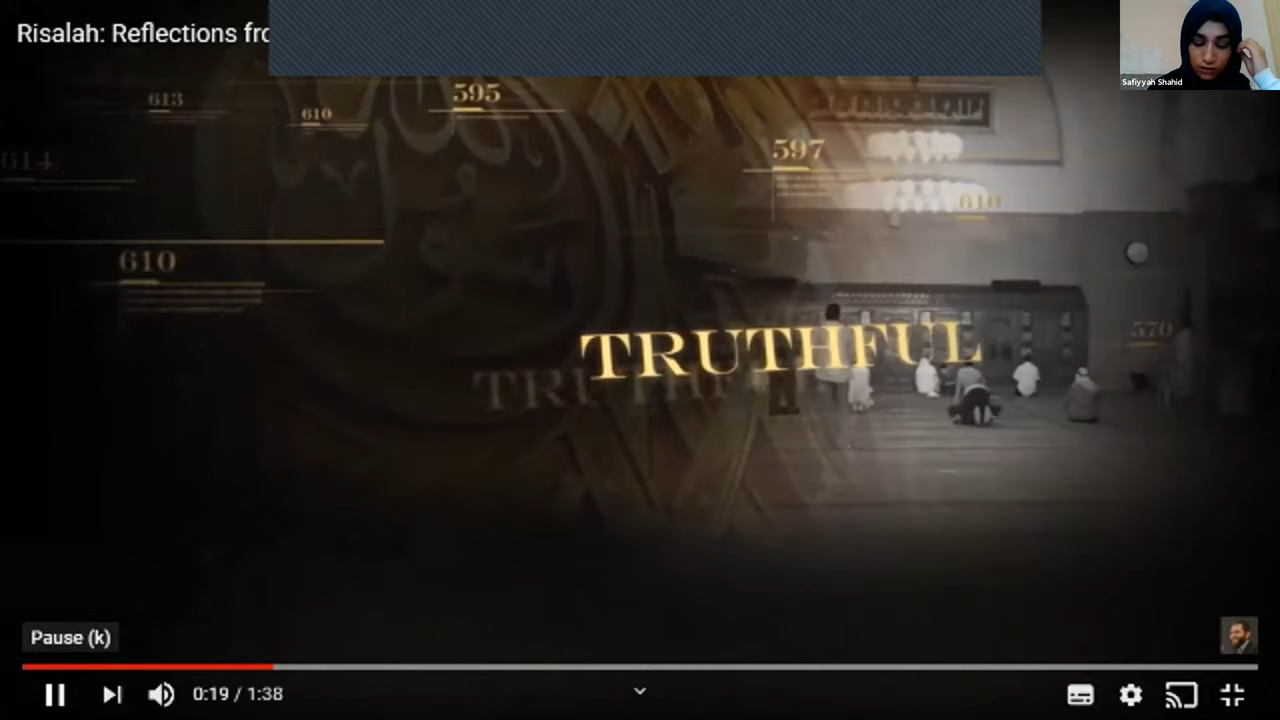 Risalah: Reflections fro
Safiyyah Shahid
613
610
595
614
597
610
610
TRUTHFUL
570
رسول
Pause (k)
0:19 / 1:38